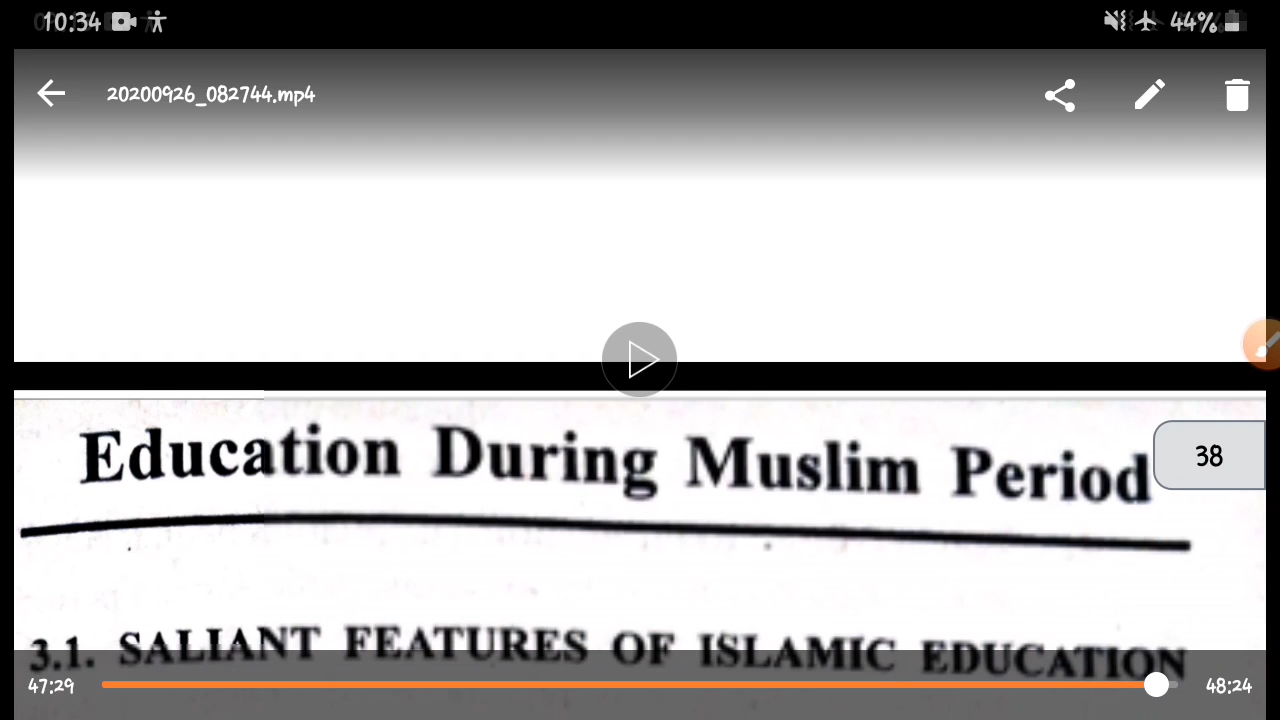 10:34 44%
20200926_082744.mp4
Education During Muslim Period
38
3.1. SALIANT FEATURES OF ISLAMIC EDUCATION
47:29 48:24